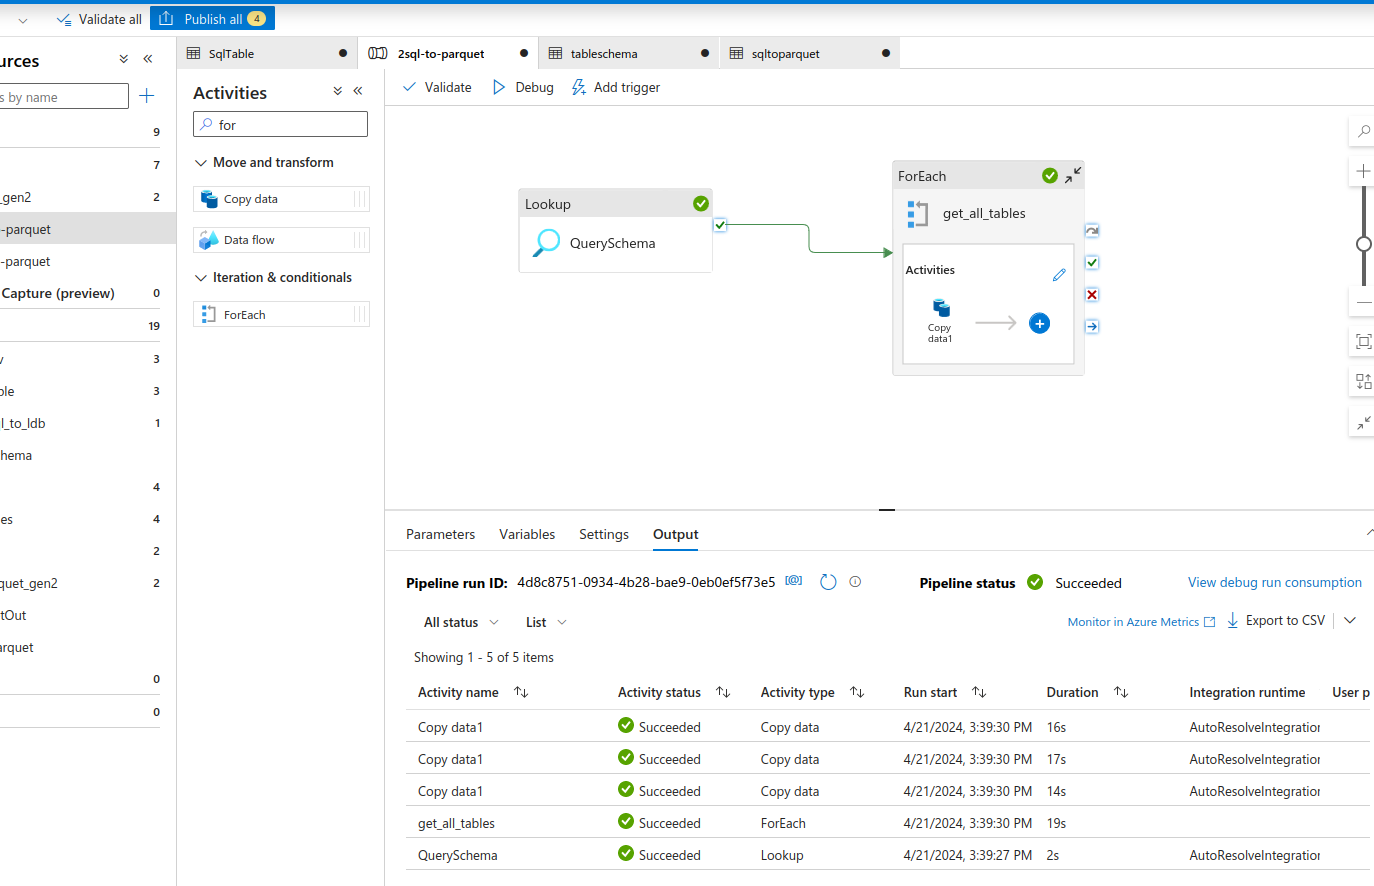 Validate all
Publish all 4
urces
s by name
9
7
_gen2 2
-parquet
-parquet
Capture (preview) 0
19
3
ble 3
l_to_ldb 1
hema
4
es 4
2
quet_gen2 2
tOut
arquet
0
0
SqlTable
2sql-to-parquet
tableschema
sqltoparquet
Activities
for
Move and transform
Copy data
Data flow
Iteration & conditionals
ForEach
Validate
Debug
Add trigger
Lookup
QuerySchema
ForEach
get_all_tables
Activities
Copy
data1
Parameters Variables Settings Output
Pipeline run ID: 4d8c8751-0934-4b28-bae9-0eb0ef5f73e5 Pipeline status Succeeded View debug run consumption
All status List Monitor in Azure Metrics Export to CSV
Showing 1 - 5 of 5 items
Activity name Activity status Activity type Run start Duration Integration runtime User p
Copy data1 Succeeded Copy data 4/21/2024, 3:39:30 PM 16s AutoResolveIntegration
Copy data1 Succeeded Copy data 4/21/2024, 3:39:30 PM 17s AutoResolveIntegration
Copy data1 Succeeded Copy data 4/21/2024, 3:39:30 PM 14s AutoResolveIntegration
get_all_tables Succeeded ForEach 4/21/2024, 3:39:30 PM 19s
QuerySchema Succeeded Lookup 4/21/2024, 3:39:27 PM 2s AutoResolveIntegration